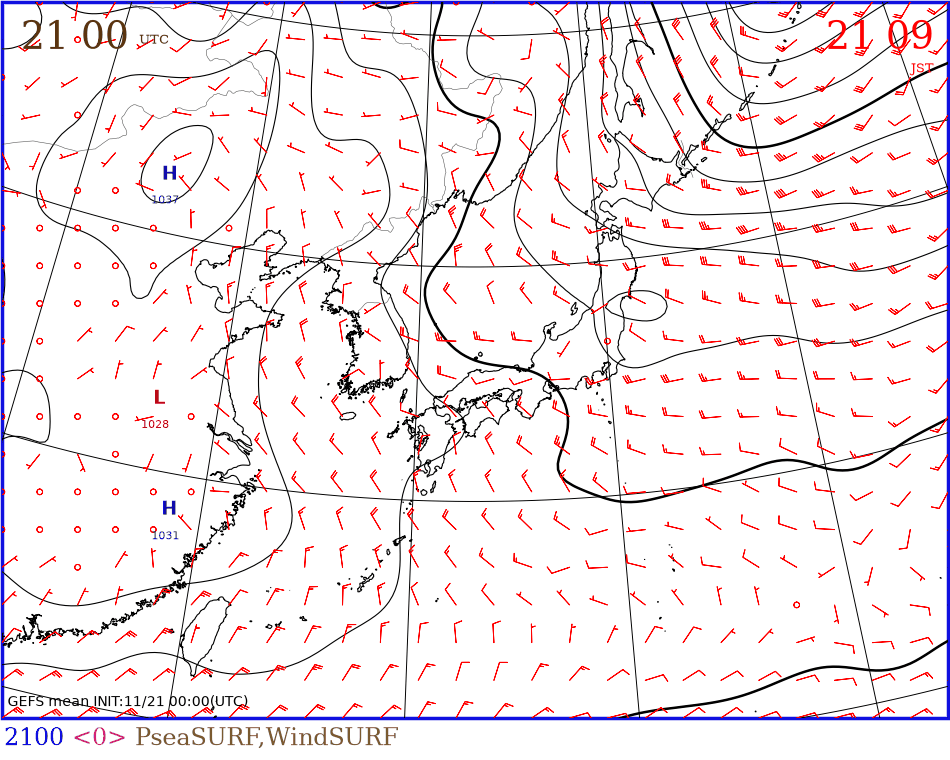 21 00 UTC
21 09
JST
H
1037
L
1028
H
1031
GEFS mean INIT:11/21 00:00(UTC)
2100 <0> PseaSURF,WindSURF